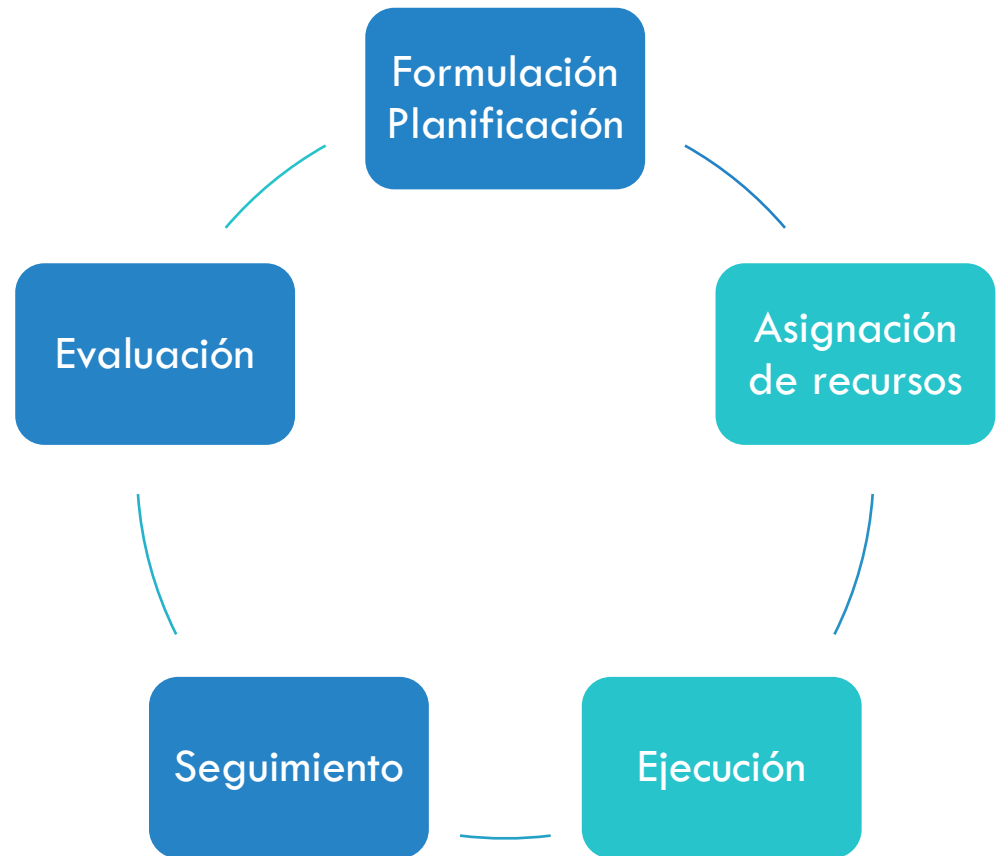 Formulación
Planificación
Asignación
de recursos
Ejecución
Seguimiento
Evaluación